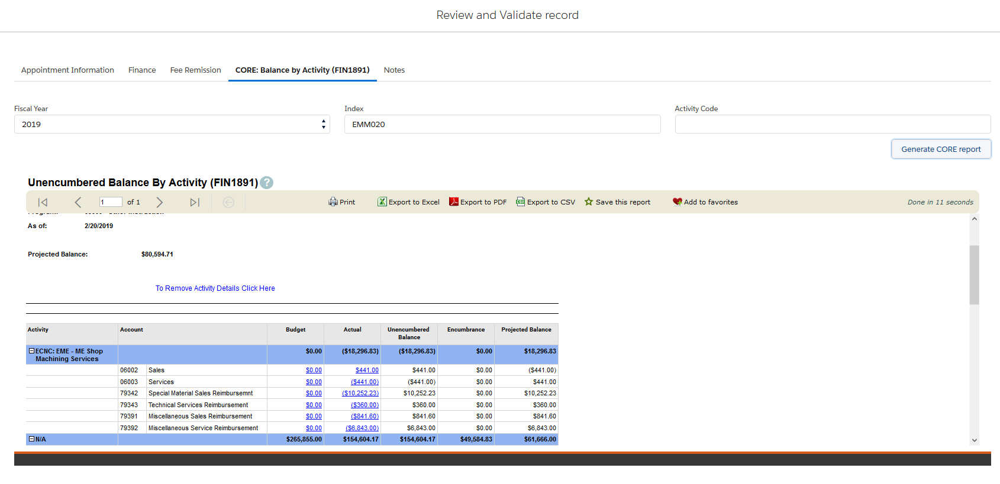 Review and Validate record
Appointment Information Finance Fee Remission CORE: Balance by Activity (FIN1891) Notes
Fiscal Year Index Activity Code
2019 EMM020
Generate CORE report
Unencumbered Balance By Activity (FIN1891) ?
1 of 1 Print Export to Excel Export to PDF Export to CSV Save this report Add to favorites Done in 11 seconds
As of: 2/20/2019
Projected Balance: $80,594.71
To Remove Activity Details Click Here
Activity Account Budget Actual Unencumbered Balance Encumbrance Projected Balance
ECNC: EME - ME Shop Machining Services $0.00 ($18,296.83) ($18,296.83) $0.00 $18,296.83
06002 Sales $0.00 $441.00 $441.00 $0.00 ($441.00)
06003 Services $0.00 ($441.00) ($441.00) $0.00 $441.00
79342 Special Material Sales Reimbursemnt $0.00 ($10,252.23) $10,252.23 $0.00 $10,252.23
79343 Technical Services Reimbursement $0.00 ($360.00) $360.00 $0.00 $360.00
79391 Miscellaneous Sales Reimbursement $0.00 ($841.60) $841.60 $0.00 $841.60
79392 Miscellaneous Service Reimbursement $0.00 ($6,843.00) $6,843.00 $0.00 $6,843.00
N/A $265,855.00 $154,604.17 $154,604.17 $49,584.83 $61,666.00